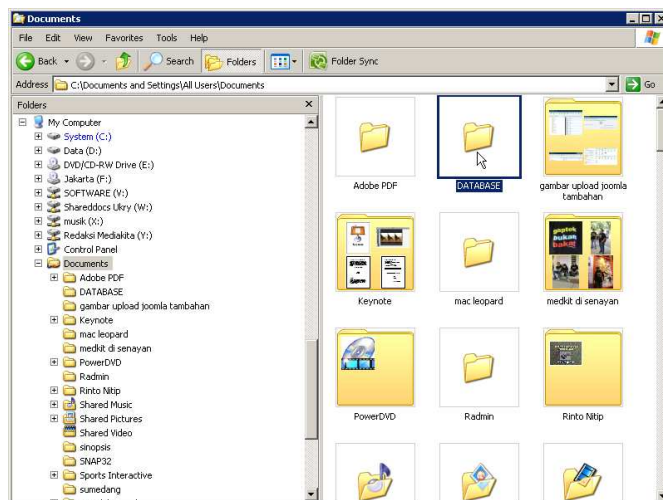 Documents
File Edit View Favorites Tools Help
Back Search Folders Folder Sync
Address C:\Documents and Settings\All Users\Documents Go
Folders
My Computer
System (C:)
Data (D:)
DVD/CD-RW Drive (E:)
Jakarta (F:)
SOFTWARE (V:)
Shareddocs Ukry (W:)
musik (X:)
Redaksi Mediakita (Y:)
Control Panel
Documents
Adobe PDF
DATABASE
gambar upload joomla tambahan
Keynote
mac leopard
medkit di senayan
PowerDVD
Radmin
Rinto Nitip
Shared Music
Shared Pictures
Shared Video
sinopsis
SNAP32
Sports Interactive
sumedang
Adobe PDF
DATABASE
gambar upload joomla
tambahan
Keynote
mac leopard
gaptek
bukan
bakat
medkit di senayan
PowerDVD
Radmin
Rinto Nitip